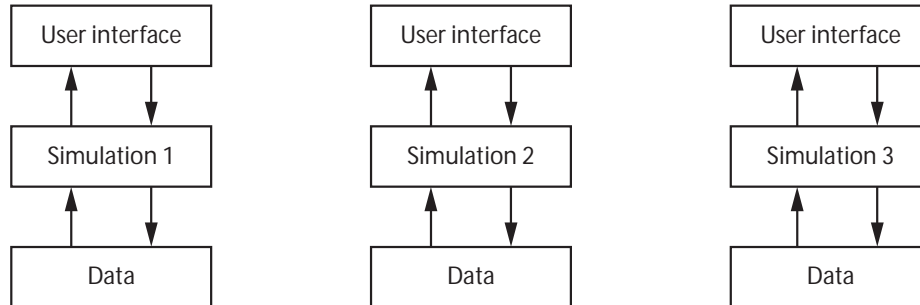 User interface
User interface
User interface
Simulation 1
Simulation 2
Simulation 3
Data
Data
Data